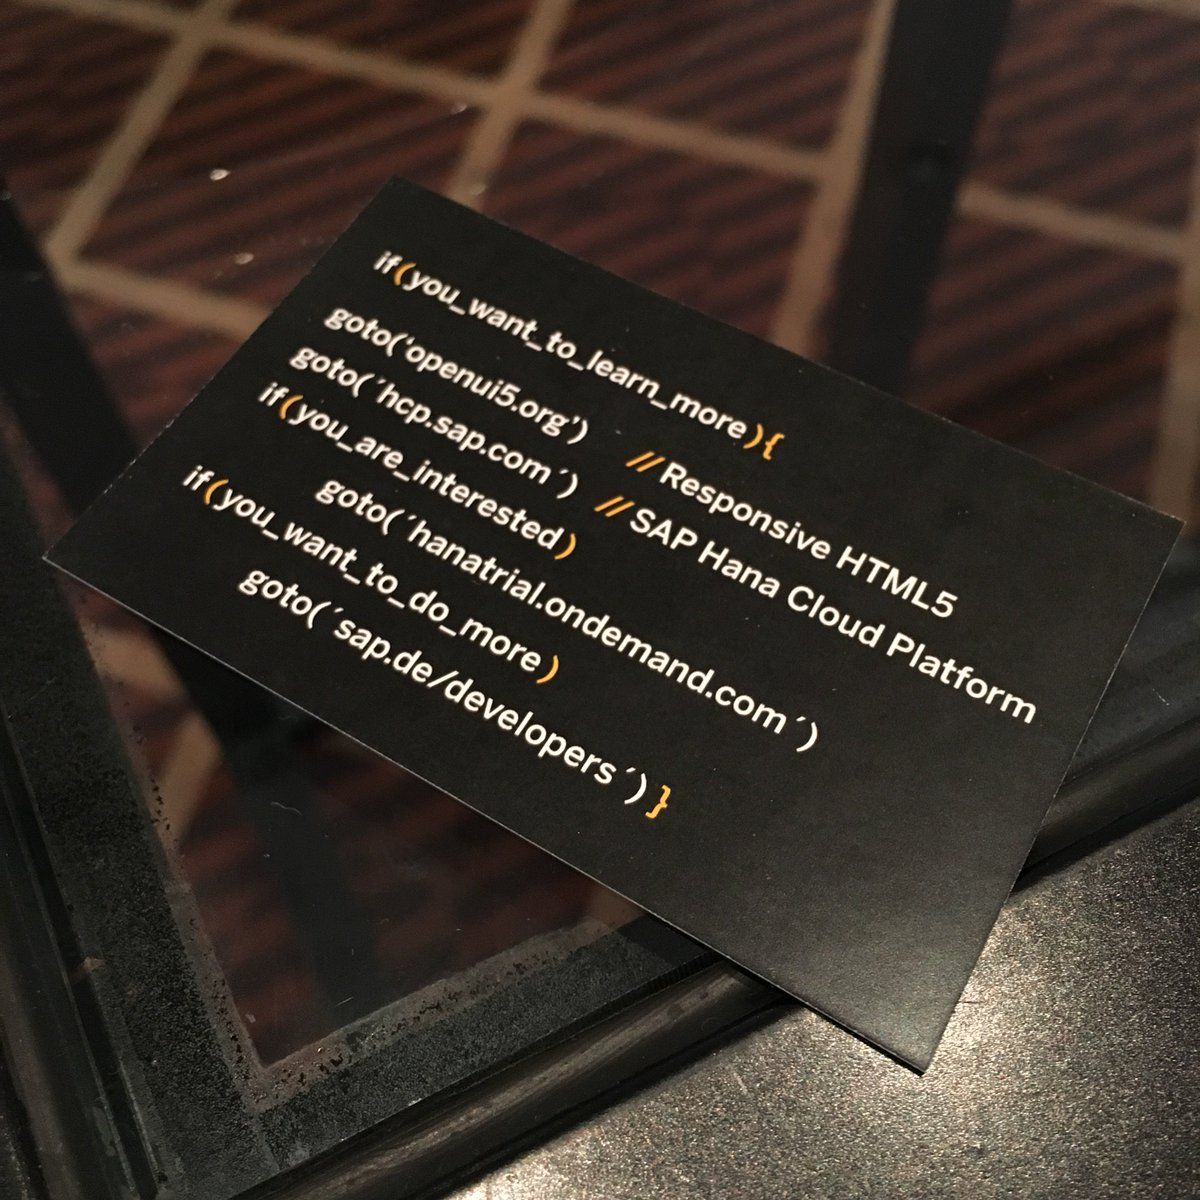 if(you_want_to_learn_more){
goto('openui5.org') //Responsive HTML5
goto(´hcp.sap.com´) //SAP Hana Cloud Platform
if(you_are_interested)
goto(´hanatrial.ondemand.com´)
if(you_want_to_do_more)
goto(´sap.de/developers´)}